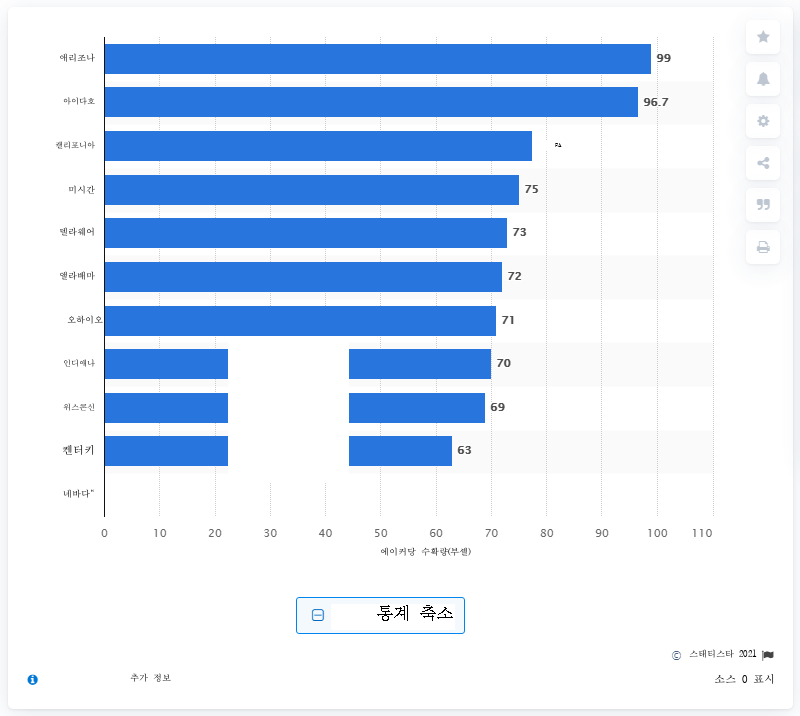 애리조나 99
아이다호 96.7
캘리포니아
미시간 75
델라웨어 73
앨라배마 72
오하이오 71
인디애나 70
위스콘신 69
켄터키 63
네바다"
0 10 20 30 40 50 60 70 80 90 100 110
에이커당 수확량(부셸)
통계 축소
© 스태티스타 2021
추가 정보 소스 0 표시